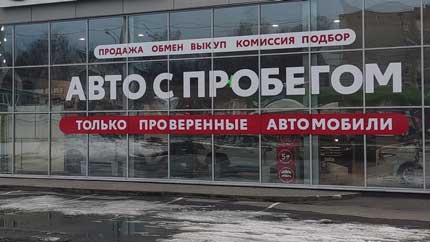 ПРОДАЖА ОБМЕН ВЫКУП КОМИССИЯ ПОДБОР
АВТО С ПРОБЕГОМ
ТОЛЬКО ПРОВЕРЕННЫЕ АВТОМОБИЛИ